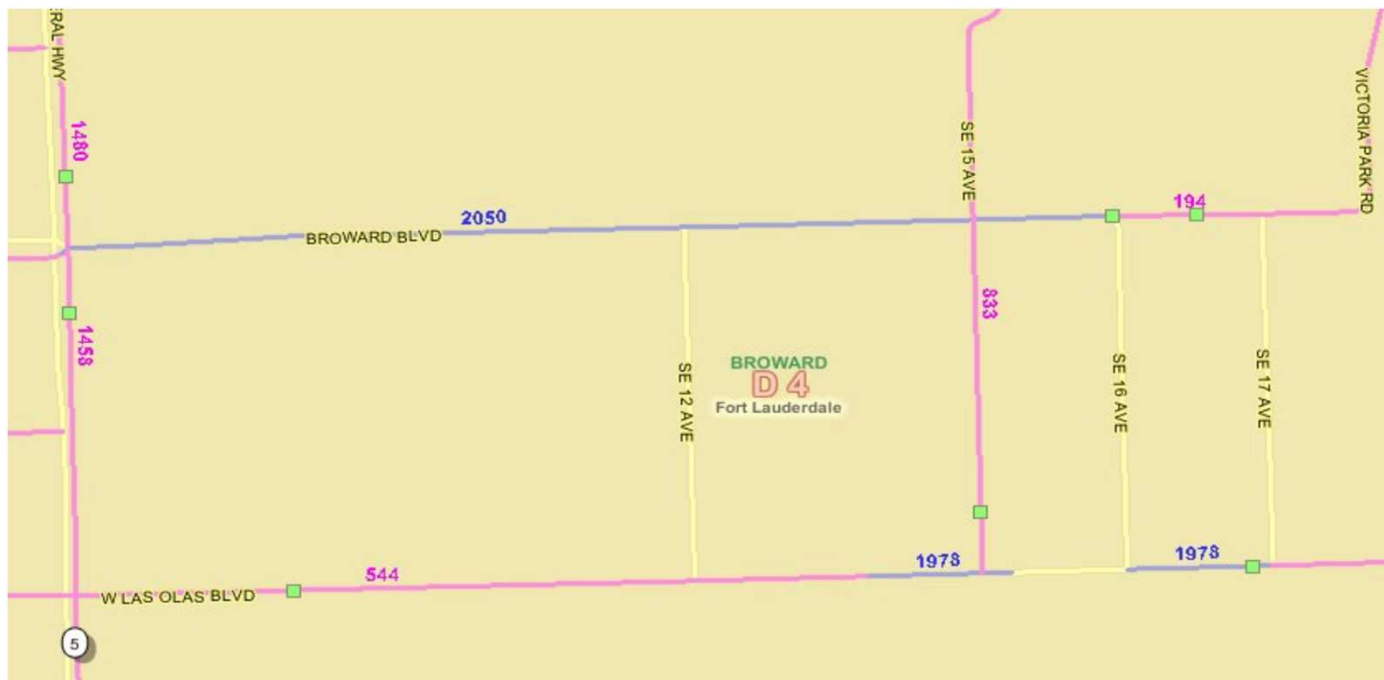 ERAL HWY
1480
2050
BROWARD BLVD
SE 15 AVE
194
VICTORIA PARK RD
1458
833
SE 12 AVE
BROWARD
D 4
Fort Lauderdale
SE 16 AVE
SE 17 AVE
544
1978
1978
W LAS OLAS BLVD
5